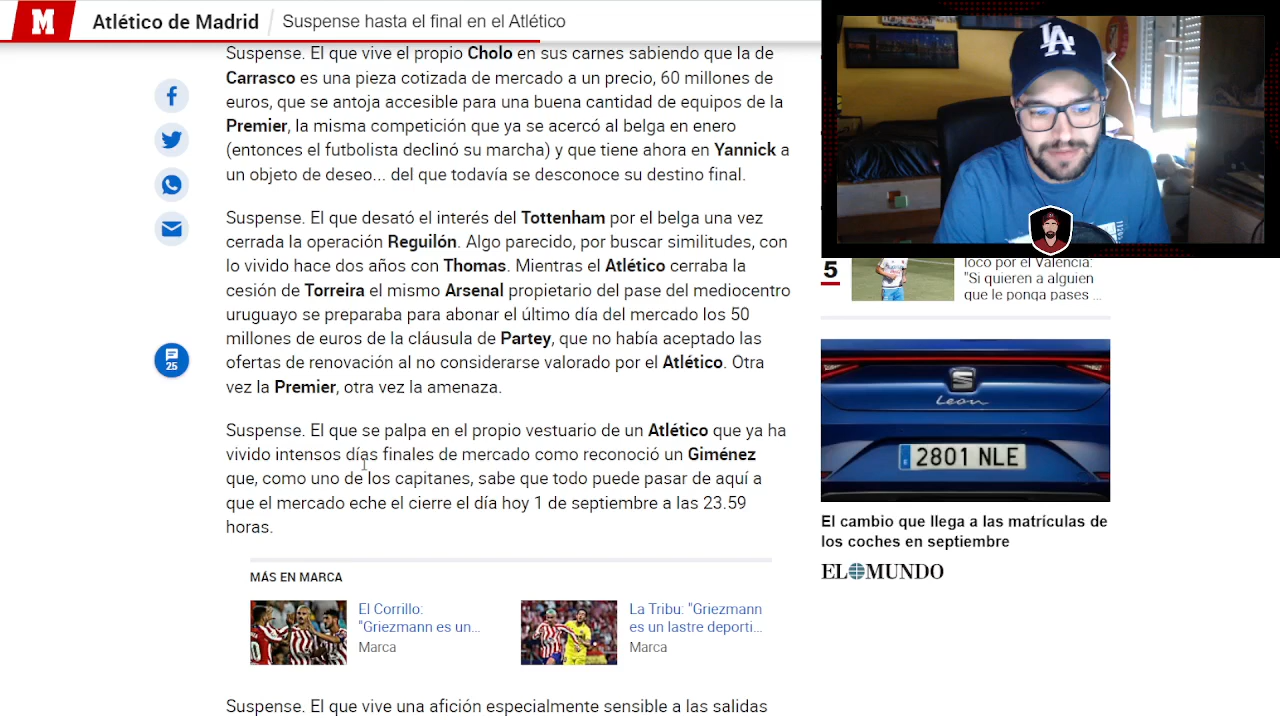 M
Atlético de Madrid
Suspense hasta el final en el Atlético
Suspense. El que vive el propio Cholo en sus carnes sabiendo que la de
Carrasco es una pieza cotizada de mercado a un precio, 60 millones de
euros, que se antoja accesible para una buena cantidad de equipos de la
Premier, la misma competición que ya se acercó al belga en enero
(entonces el futbolista declinó su marcha) y que tiene ahora en Yannick a
un objeto de deseo... del que todavía se desconoce su destino final.
Suspense. El que desató el interés del Tottenham por el belga una vez
cerrada la operación Reguilón. Algo parecido, por buscar similitudes, con
lo vivido hace dos años con Thomas. Mientras el Atlético cerraba la
cesión de Torreira el mismo Arsenal propietario del pase del mediocentro
uruguayo se preparaba para abonar el último día del mercado los 50
millones de euros de la cláusula de Partey, que no había aceptado las
ofertas de renovación al no considerarse valorado por el Atlético. Otra
vez la Premier, otra vez la amenaza.
25
Suspense. El que se palpa en el propio vestuario de un Atlético que ya ha
vivido intensos días finales de mercado como reconoció un Giménez
que, como uno de los capitanes, sabe que todo puede pasar de aquí a
que el mercado eche el cierre el día hoy 1 de septiembre a las 23.59
horas.
MÁS EN MARCA
El Corrillo:
"Griezmann es un...
Marca
La Tribu: "Griezmann
es un lastre deporti...
Marca
Suspense. El que vive una afición especialmente sensible a las salidas
LA
5
loco por el Valencia:
"Si quieren a alguien
que le ponga pases ...
Leon
2801 NLE
El cambio que llega a las matrículas de
los coches en septiembre
EL MUNDO